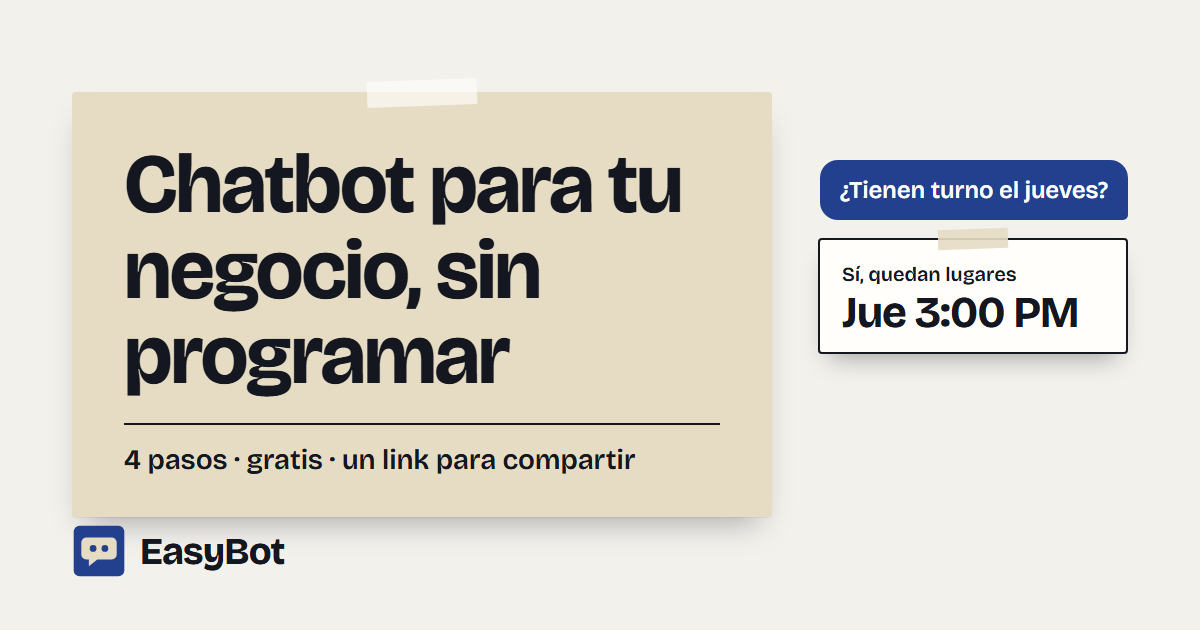 Chatbot para tu
negocio, sin
programar
4 pasos · gratis · un link para compartir
EasyBot
¿Tienen turno el jueves?
Sí, quedan lugares
Jue 3:00 PM